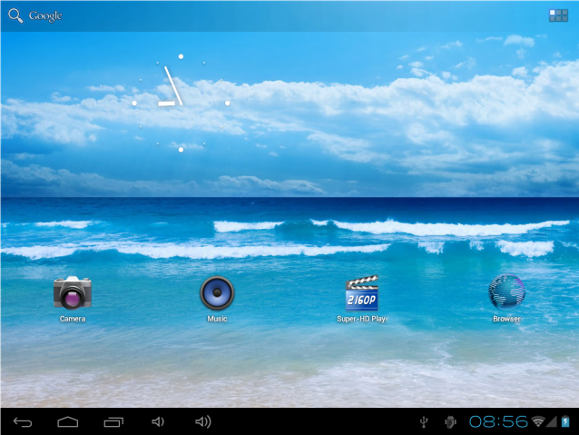 Google
2160P
Camera
Music
Super-HD Playe
Browser
08:56